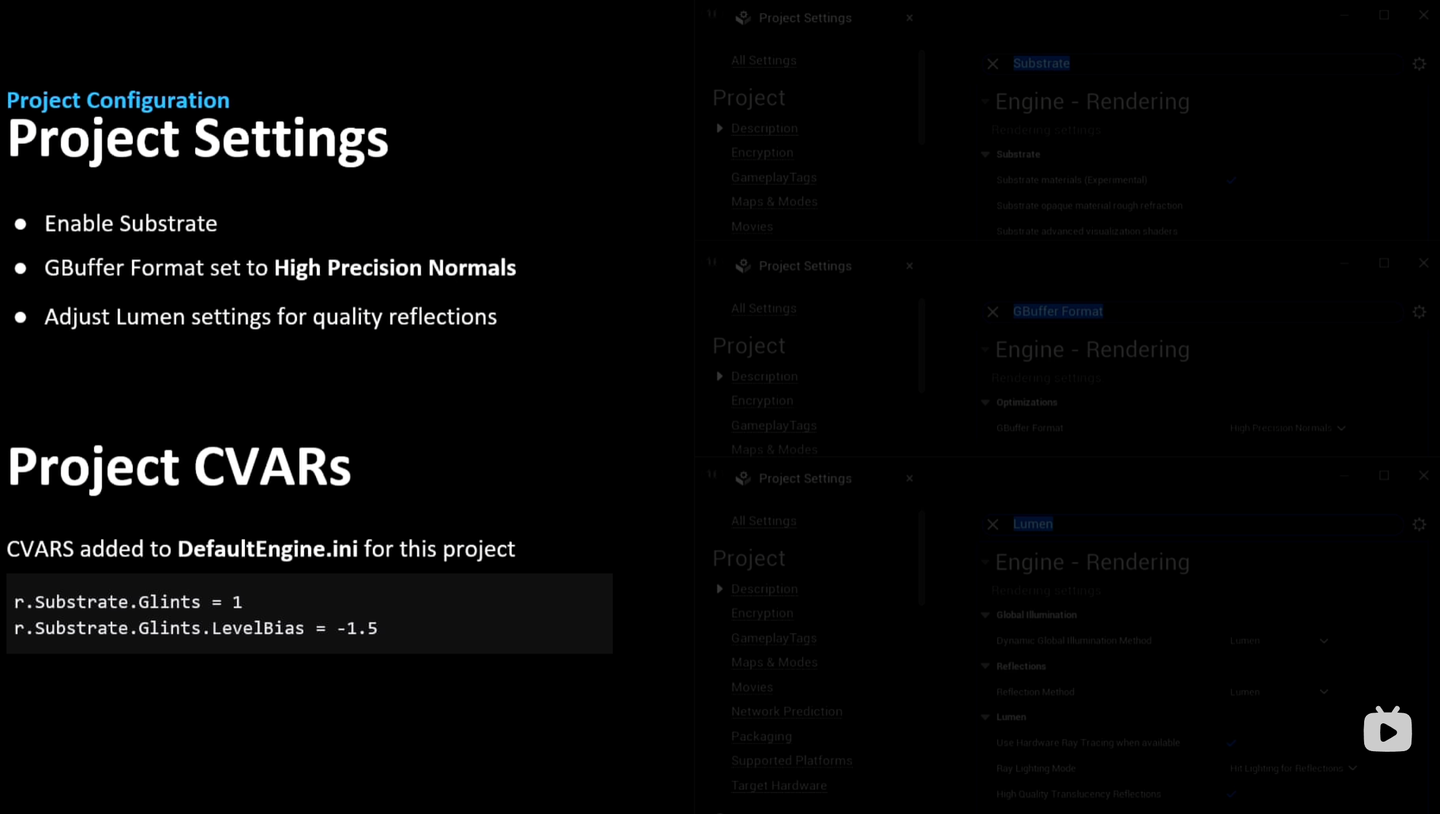 Project Configuration
Project Settings
● Enable Substrate
● GBuffer Format set to High Precision Normals
● Adjust Lumen settings for quality reflections
Project CVARs
CVARS added to DefaultEngine.ini for this project
r.Substrate.Glints = 1
r.Substrate.Glints.LevelBias = -1.5
Project Settings
All Settings
Project
Description
Encryption
GameplayTags
Maps & Modes
Movies
Substrate
Engine - Rendering
Rendering settings
Substrate
Substrate materials (Experimental)
Substrate opaque material rough refraction
Substrate advanced visualization shaders
Project Settings
All Settings
Project
Description
Encryption
GameplayTags
Maps & Modes
GBuffer Format
Engine - Rendering
Rendering settings
Optimizations
GBuffer Format High Precision Normals
Project Settings
All Settings
Project
Description
Encryption
GameplayTags
Maps & Modes
Movies
Network Prediction
Packaging
Supported Platforms
Target Hardware
Lumen
Engine - Rendering
Rendering settings
Global Illumination
Dynamic Global Illumination Method Lumen
Reflections
Reflection Method Lumen
Lumen
Use Hardware Ray Tracing when available
Ray Lighting Mode Hit Lighting for Reflections
High Quality Translucency Reflections